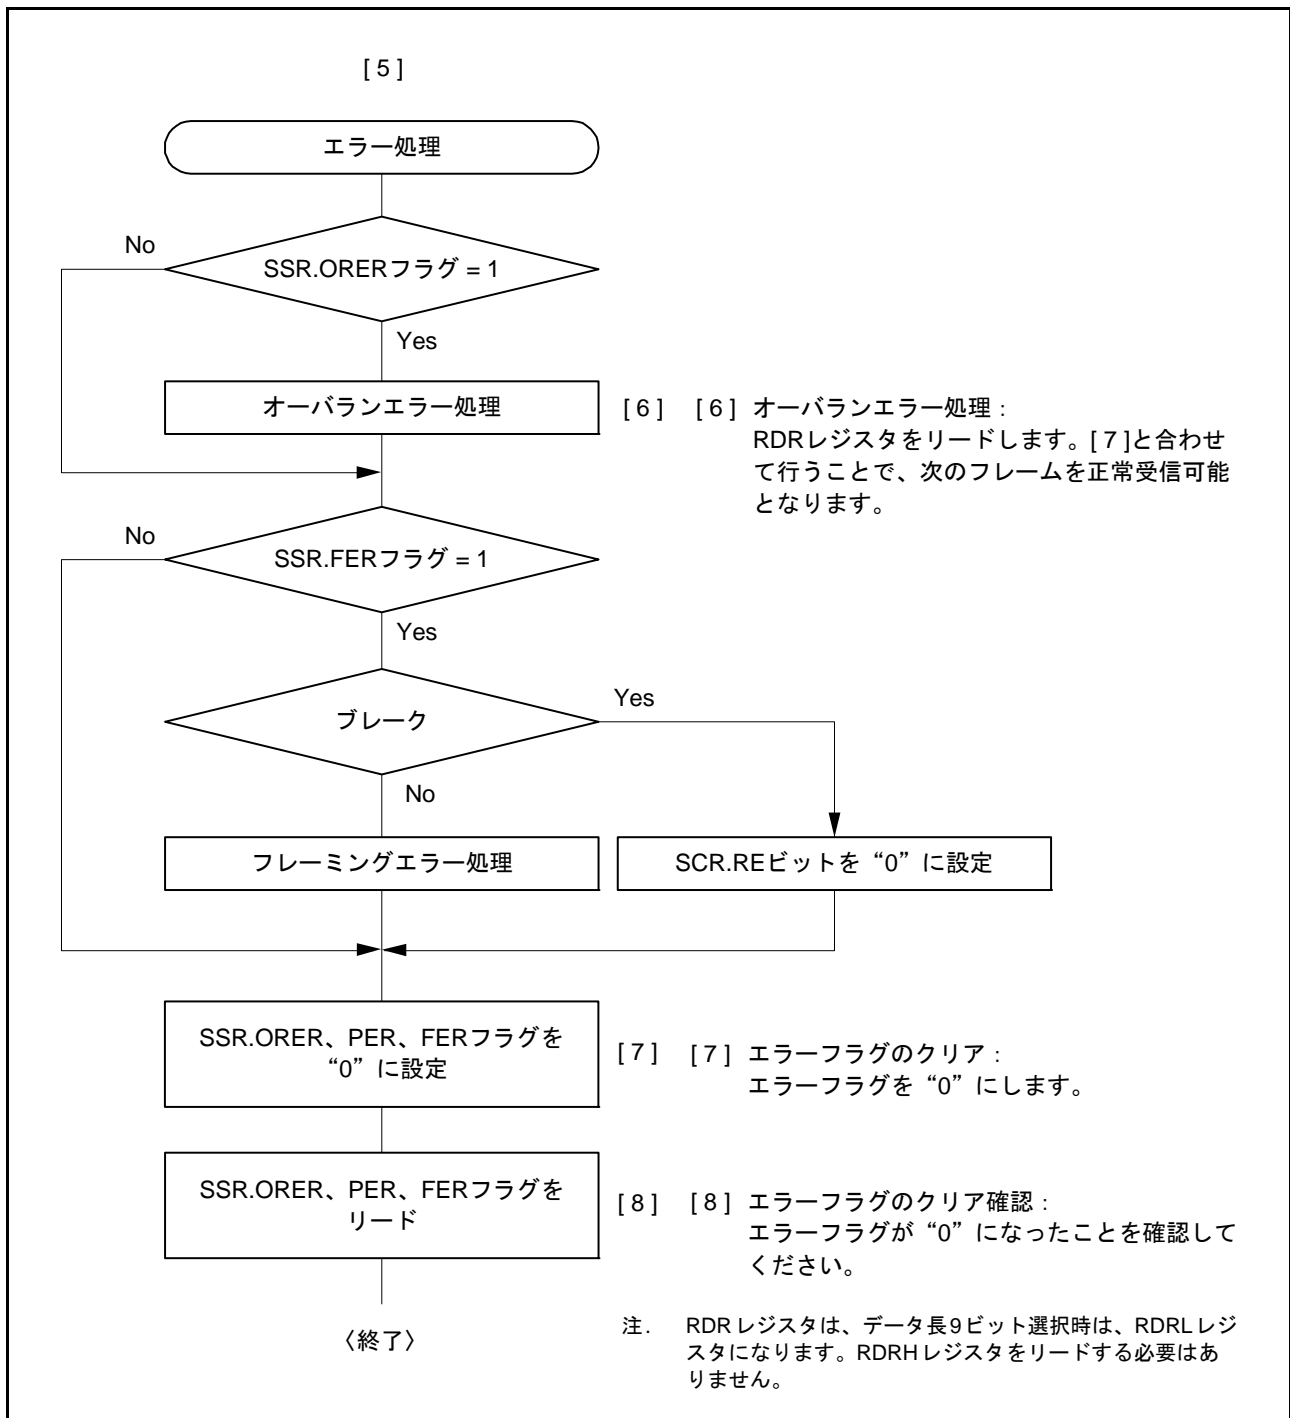 [5]
エラー処理
No
SSR.ORERフラグ = 1
Yes
オーバランエラー処理
[6]
[6] オーバランエラー処理：
RDRレジスタをリードします。[7]と合わせ
て行うことで、次のフレームを正常受信可能
となります。
No
SSR.FERフラグ = 1
Yes
ブレーク
Yes
No
フレーミングエラー処理
SCR.REビットを“0”に設定
SSR.ORER、PER、FERフラグを
“0”に設定
[7]
[7] エラーフラグのクリア：
エラーフラグを“0”にします。
SSR.ORER、PER、FERフラグを
リード
[8]
[8] エラーフラグのクリア確認：
エラーフラグが“0”になったことを確認して
ください。
〈終了〉
注. RDRレジスタは、データ長9ビット選択時は、RDRLレジ
スタになります。RDRHレジスタをリードする必要はあ
りません。